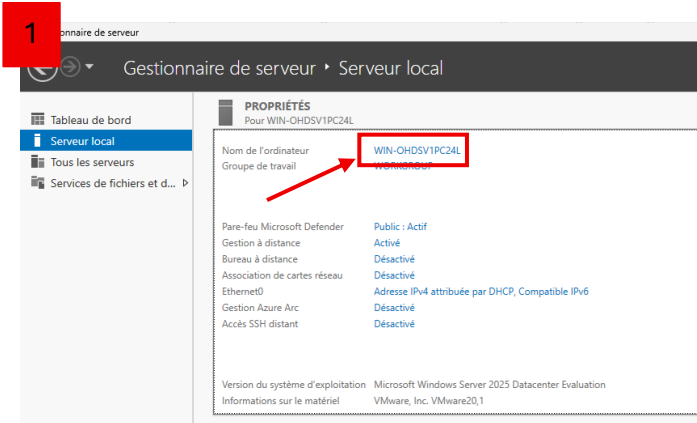 1
onnaire de serveur
Gestionnaire de serveur • Serveur local
Tableau de bord
Serveur local
Tous les serveurs
Services de fichiers et d...
PROPRIÉTÉS
Pour WIN-OHDSV1PC24L
Nom de l'ordinateur WIN-OHDSV1PC24L
Groupe de travail WORKGROUP
Pare-feu Microsoft Defender Public : Actif
Gestion à distance Activé
Bureau à distance Désactivé
Association de cartes réseau Désactivé
Ethernet0 Adresse IPv4 attribuée par DHCP, Compatible IPv6
Gestion Azure Arc Désactivé
Accès SSH distant Désactivé
Version du système d'exploitation Microsoft Windows Server 2025 Datacenter Evaluation
Informations sur le matériel VMware, Inc. VMware20,1